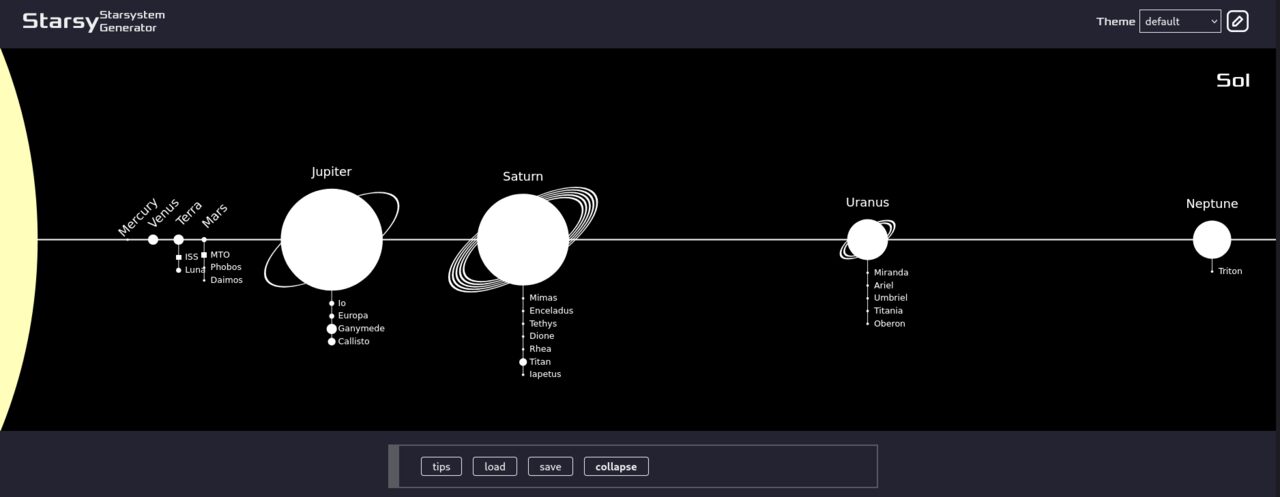 Starsy Starsystem
Generator
Theme default
Sol
Mercury
Venus
Terra
Mars
ISS
Luna
MTO
Phobos
Daimos
Jupiter
Io
Europa
Ganymede
Callisto
Saturn
Mimas
Enceladus
Tethys
Dione
Rhea
Titan
Iapetus
Uranus
Miranda
Ariel
Umbriel
Titania
Oberon
Neptune
Triton
tips load save collapse